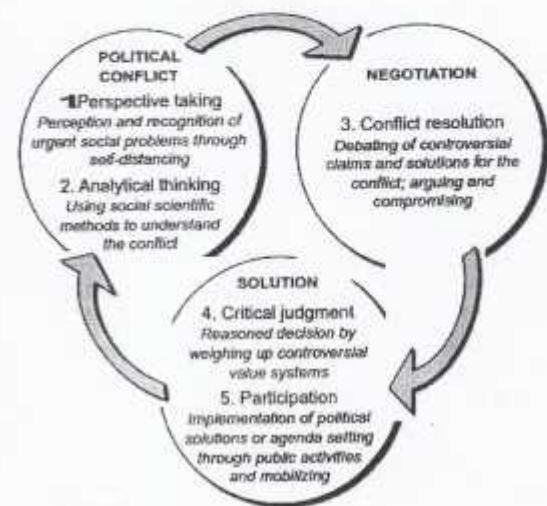 POLITICAL
CONFLICT
1. Perspective taking
Perception and recognition of
urgent social problems through
self-distancing
2. Analytical thinking
Using social scientific
methods to understand
the conflict
NEGOTIATION
3. Conflict resolution
Debating of controversial
claims and solutions for the
conflict; arguing and
compromising
SOLUTION
4. Critical judgment
Reasoned decision by
weighing up controversial
value systems
5. Participation
Implementation of political
solutions or agenda setting
through public activities
and mobilizing